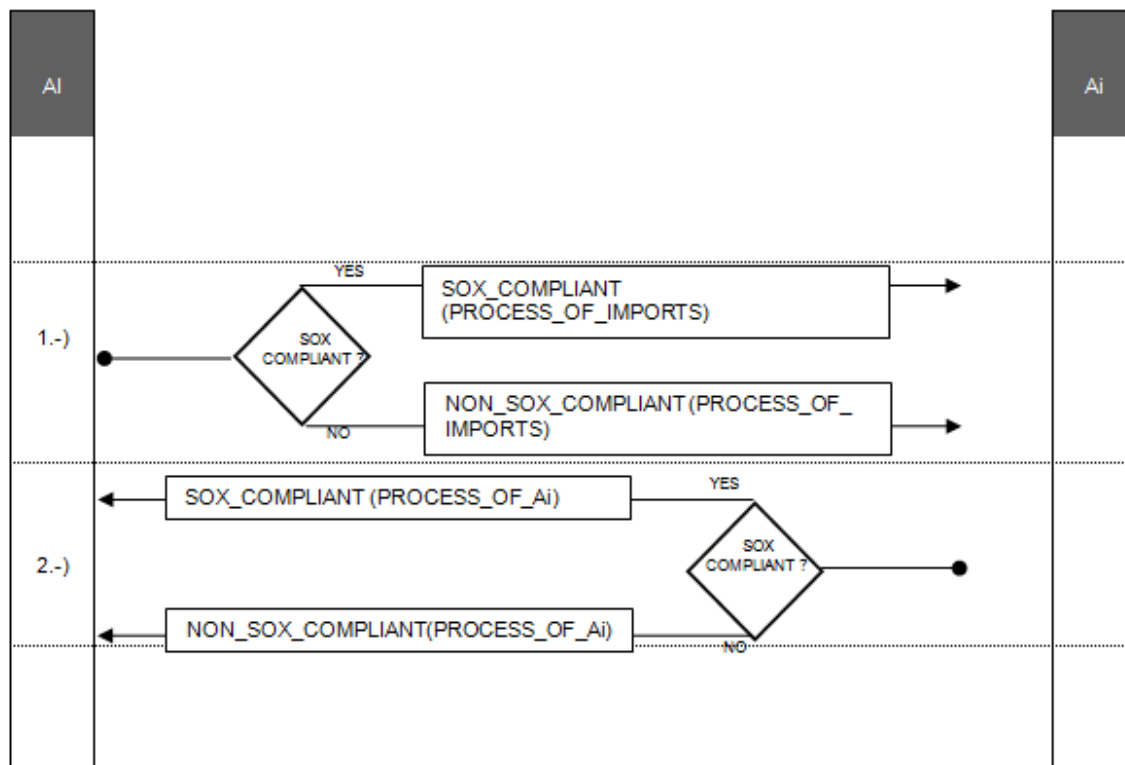 AI
Ai
YES
SOX_COMPLIANT
(PROCESS_OF_IMPORTS)
1.-)
SOX
COMPLIANT ?
NON_SOX_COMPLIANT (PROCESS_OF_
IMPORTS)
NO
YES
SOX_COMPLIANT (PROCESS_OF_Ai)
SOX
COMPLIANT ?
2.-)
NON_SOX_COMPLIANT(PROCESS_OF_Ai)
NO